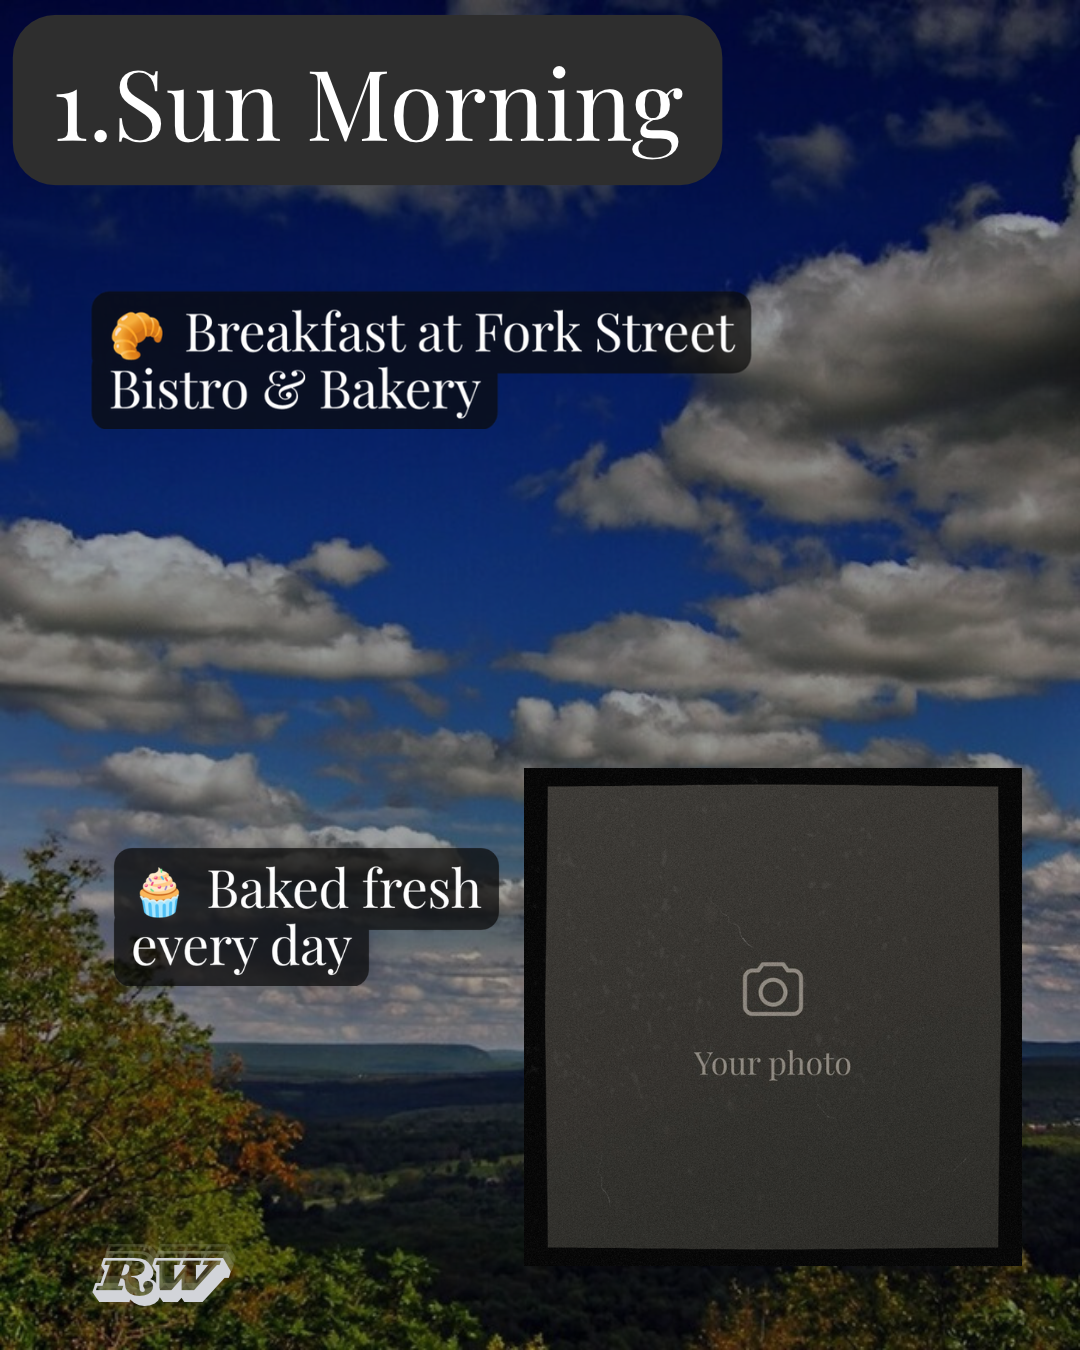 1.Sun Morning
🥐 Breakfast at Fork Street
Bistro & Bakery
🧁 Baked fresh
every day
Your photo
RW